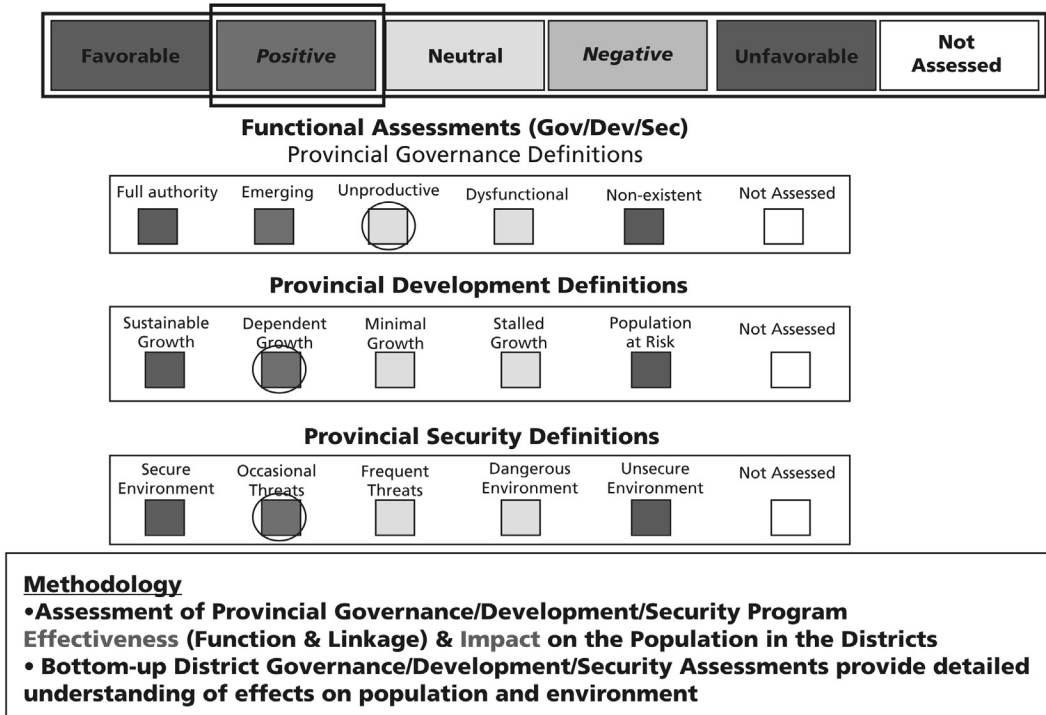 Favorable Positive Neutral Negative Unfavorable Not Assessed
Functional Assessments (Gov/Dev/Sec)
Provincial Governance Definitions
Full authority Emerging Unproductive Dysfunctional Non-existent Not Assessed
Provincial Development Definitions
Sustainable Growth Dependent Growth Minimal Growth Stalled Growth Population at Risk Not Assessed
Provincial Security Definitions
Secure Environment Occasional Threats Frequent Threats Dangerous Environment Unsecure Environment Not Assessed
Methodology
•Assessment of Provincial Governance/Development/Security Program
Effectiveness (Function & Linkage) & Impact on the Population in the Districts
• Bottom-up District Governance/Development/Security Assessments provide detailed
understanding of effects on population and environment